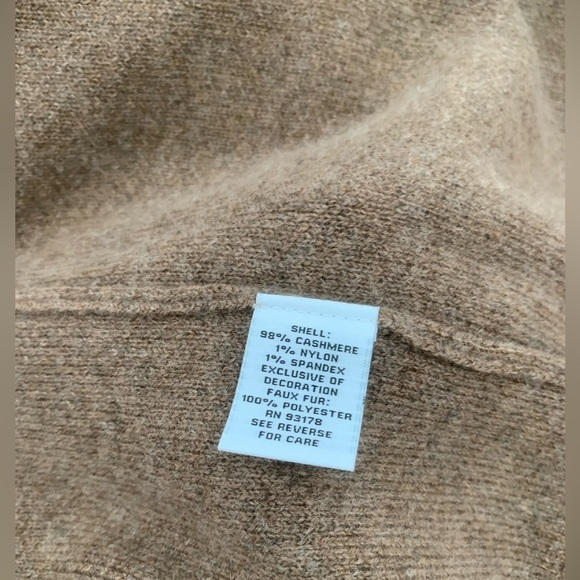 SHELL:
98% CASHMERE
1% NYLON
1% SPANDEX
EXCLUSIVE OF
DECORATION
FAUX FUR:
100% POLYESTER
RN 93178
SEE REVERSE
FOR CARE